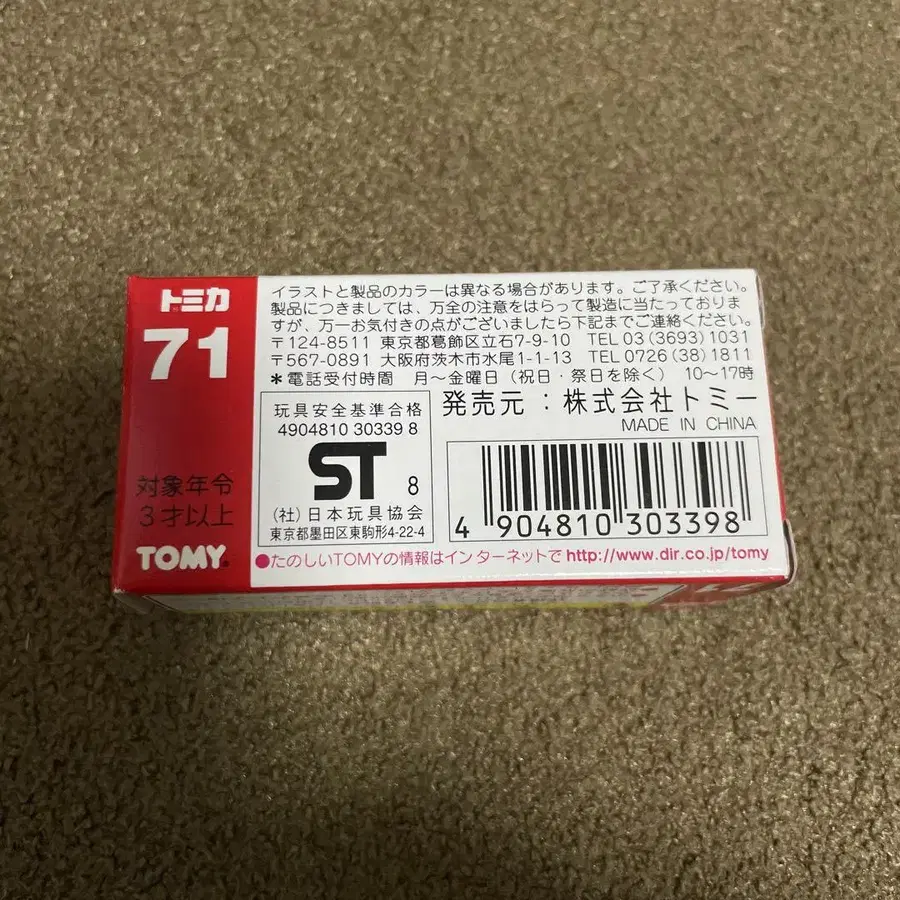 トミカ
71
対象年令
3才以上
TOMY
イラストと製品のカラーは異なる場合があります。ご了承ください。
製品につきましては、万全の注意をはらって製造に当たっておりま
すが、万一お気付きの点がございましたら下記までご連絡ください。
〒124-8511 東京都葛飾区立石7-9-10 TEL 03(3693)1031
〒567-0891 大阪府茨木市水尾1-1-13 TEL 0726(38)1811
＊電話受付時間 月〜金曜日(祝日・祭日を除く) 10〜17時
玩具安全基準合格
4904810 30339 8
ST 8
(社)日本玩具協会
東京都墨田区東駒形4-22-4
発売元：株式会社トミー
MADE IN CHINA
4 904810 303398
●たのしいTOMYの情報はインターネットで http://www.dir.co.jp/tomy